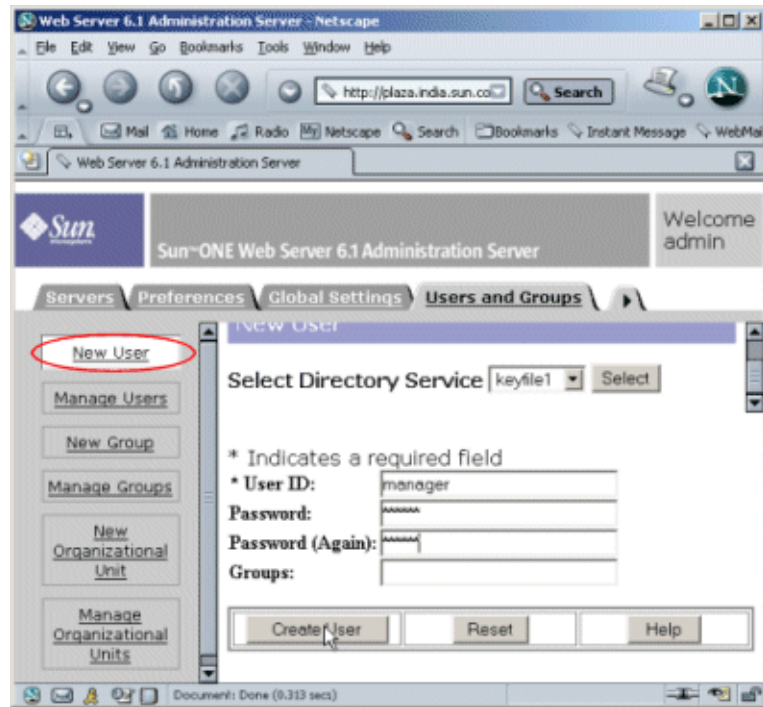 Web Server 6.1 Administration Server - Netscape
File Edit View Go Bookmarks Tools Window Help
http://plaza.india.sun.co Search
Mail Home Radio My Netscape Search Bookmarks Instant Message WebMai
Web Server 6.1 Administration Server
Sun
Sun ONE Web Server 6.1 Administration Server
Welcome
admin
Servers Preferences Global Settings Users and Groups
New User
Manage Users
New Group
Manage Groups
New
Organizational
Unit
Manage
Organizational
Units
New User
Select Directory Service keyfile1 Select
* Indicates a required field
* User ID: manager
Password: ******
Password (Again): ******
Groups:
Create User Reset Help
Document: Done (0.313 secs)